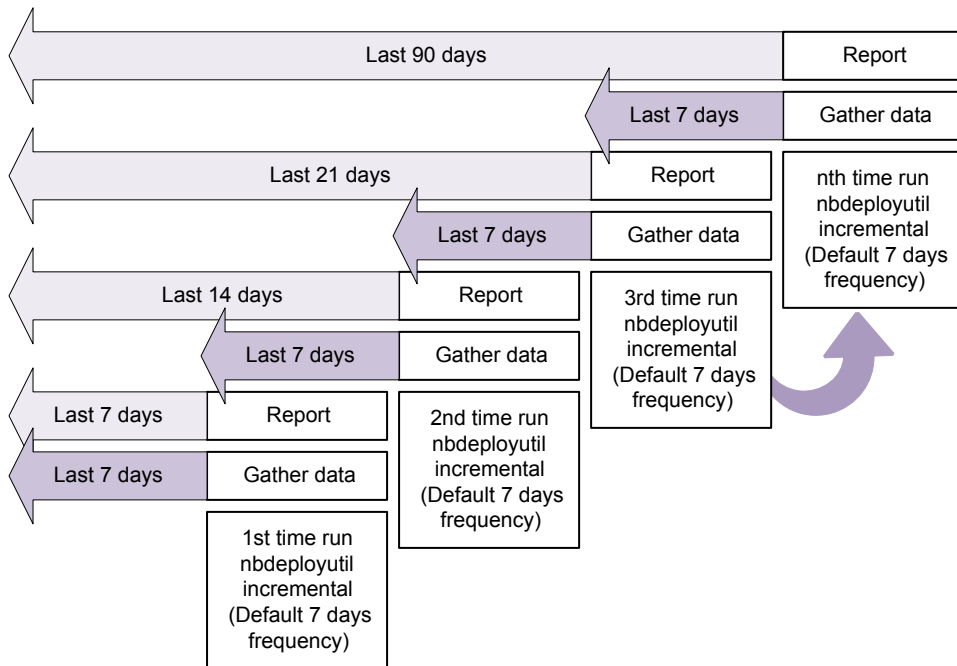 Last 90 days
Report
Last 7 days
Gather data
Last 21 days
Report
nth time run
nbdeployutil
incremental
(Default 7 days
frequency)
Last 7 days
Gather data
Last 14 days
Report
3rd time run
nbdeployutil
incremental
(Default 7 days
frequency)
Last 7 days
Gather data
Last 7 days
Report
2nd time run
nbdeployutil
incremental
(Default 7 days
frequency)
Last 7 days
Gather data
1st time run
nbdeployutil
incremental
(Default 7 days
frequency)